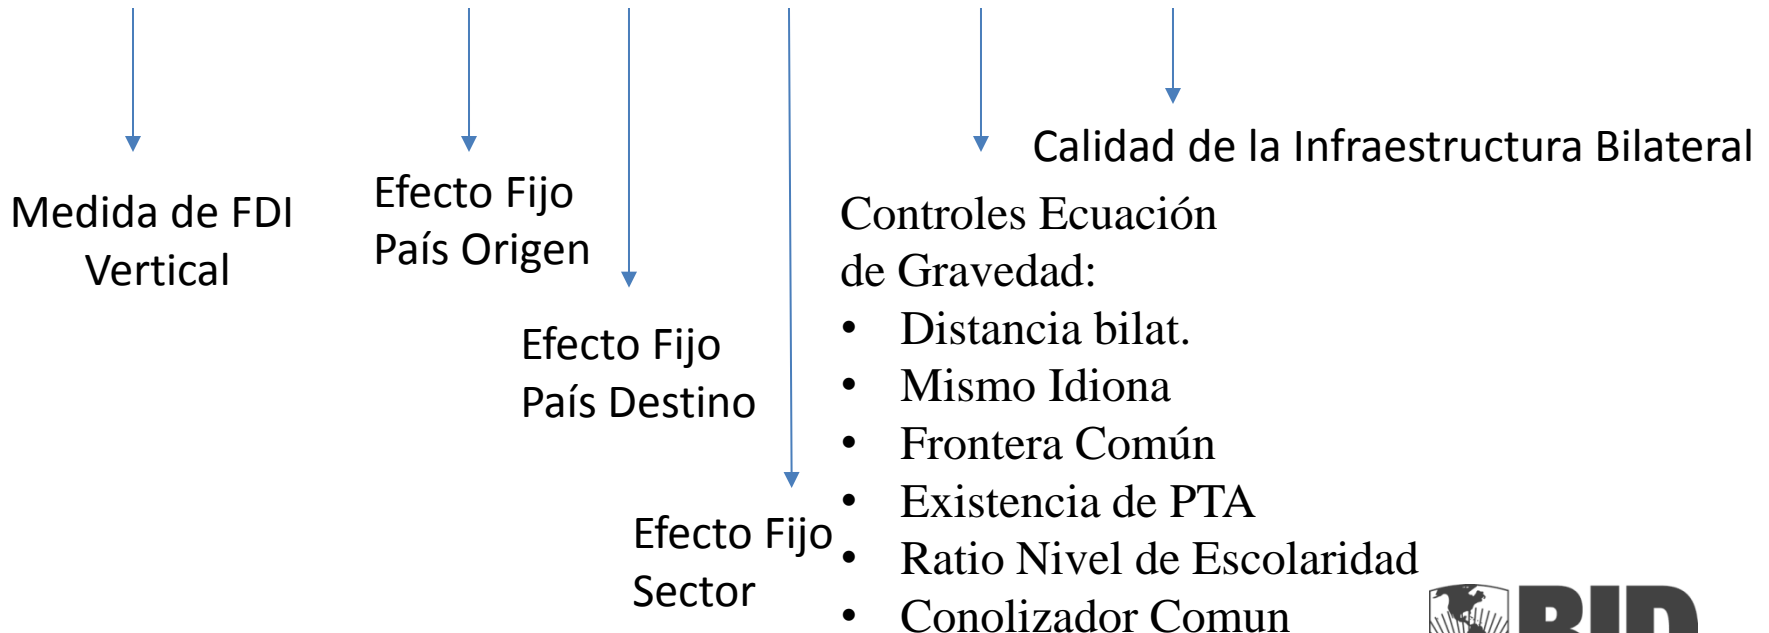 Calidad de la Infraestructura Bilateral
Medida de FDI
Vertical
Efecto Fijo
País Origen
Efecto Fijo
País Destino
Efecto Fijo
Sector
Controles Ecuación
de Gravedad:
• Distancia bilat.
• Mismo Idiona
• Frontera Común
• Existencia de PTA
• Ratio Nivel de Escolaridad
• Conolizador Comun
BID